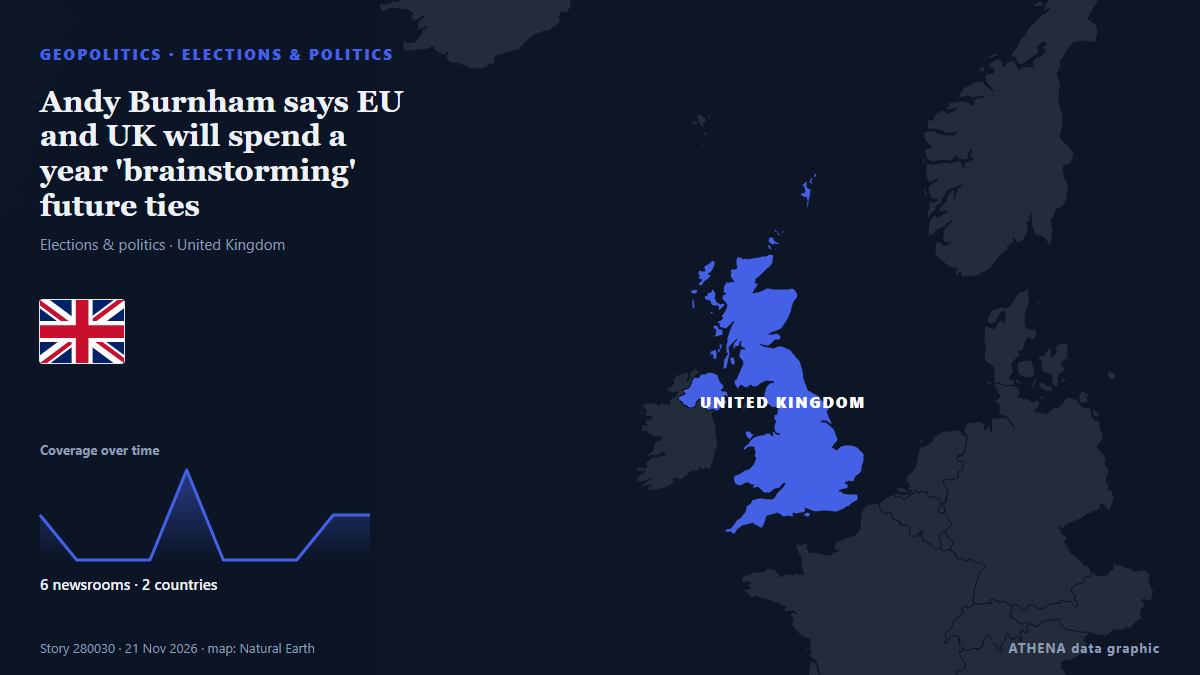 GEOPOLITICS · ELECTIONS & POLITICS
Andy Burnham says EU
and UK will spend a
year 'brainstorming'
future ties
Elections & politics · United Kingdom
UNITED KINGDOM
Coverage over time
6 newsrooms · 2 countries
Story 280030 · 21 Nov 2026 · map: Natural Earth
ATHENA data graphic